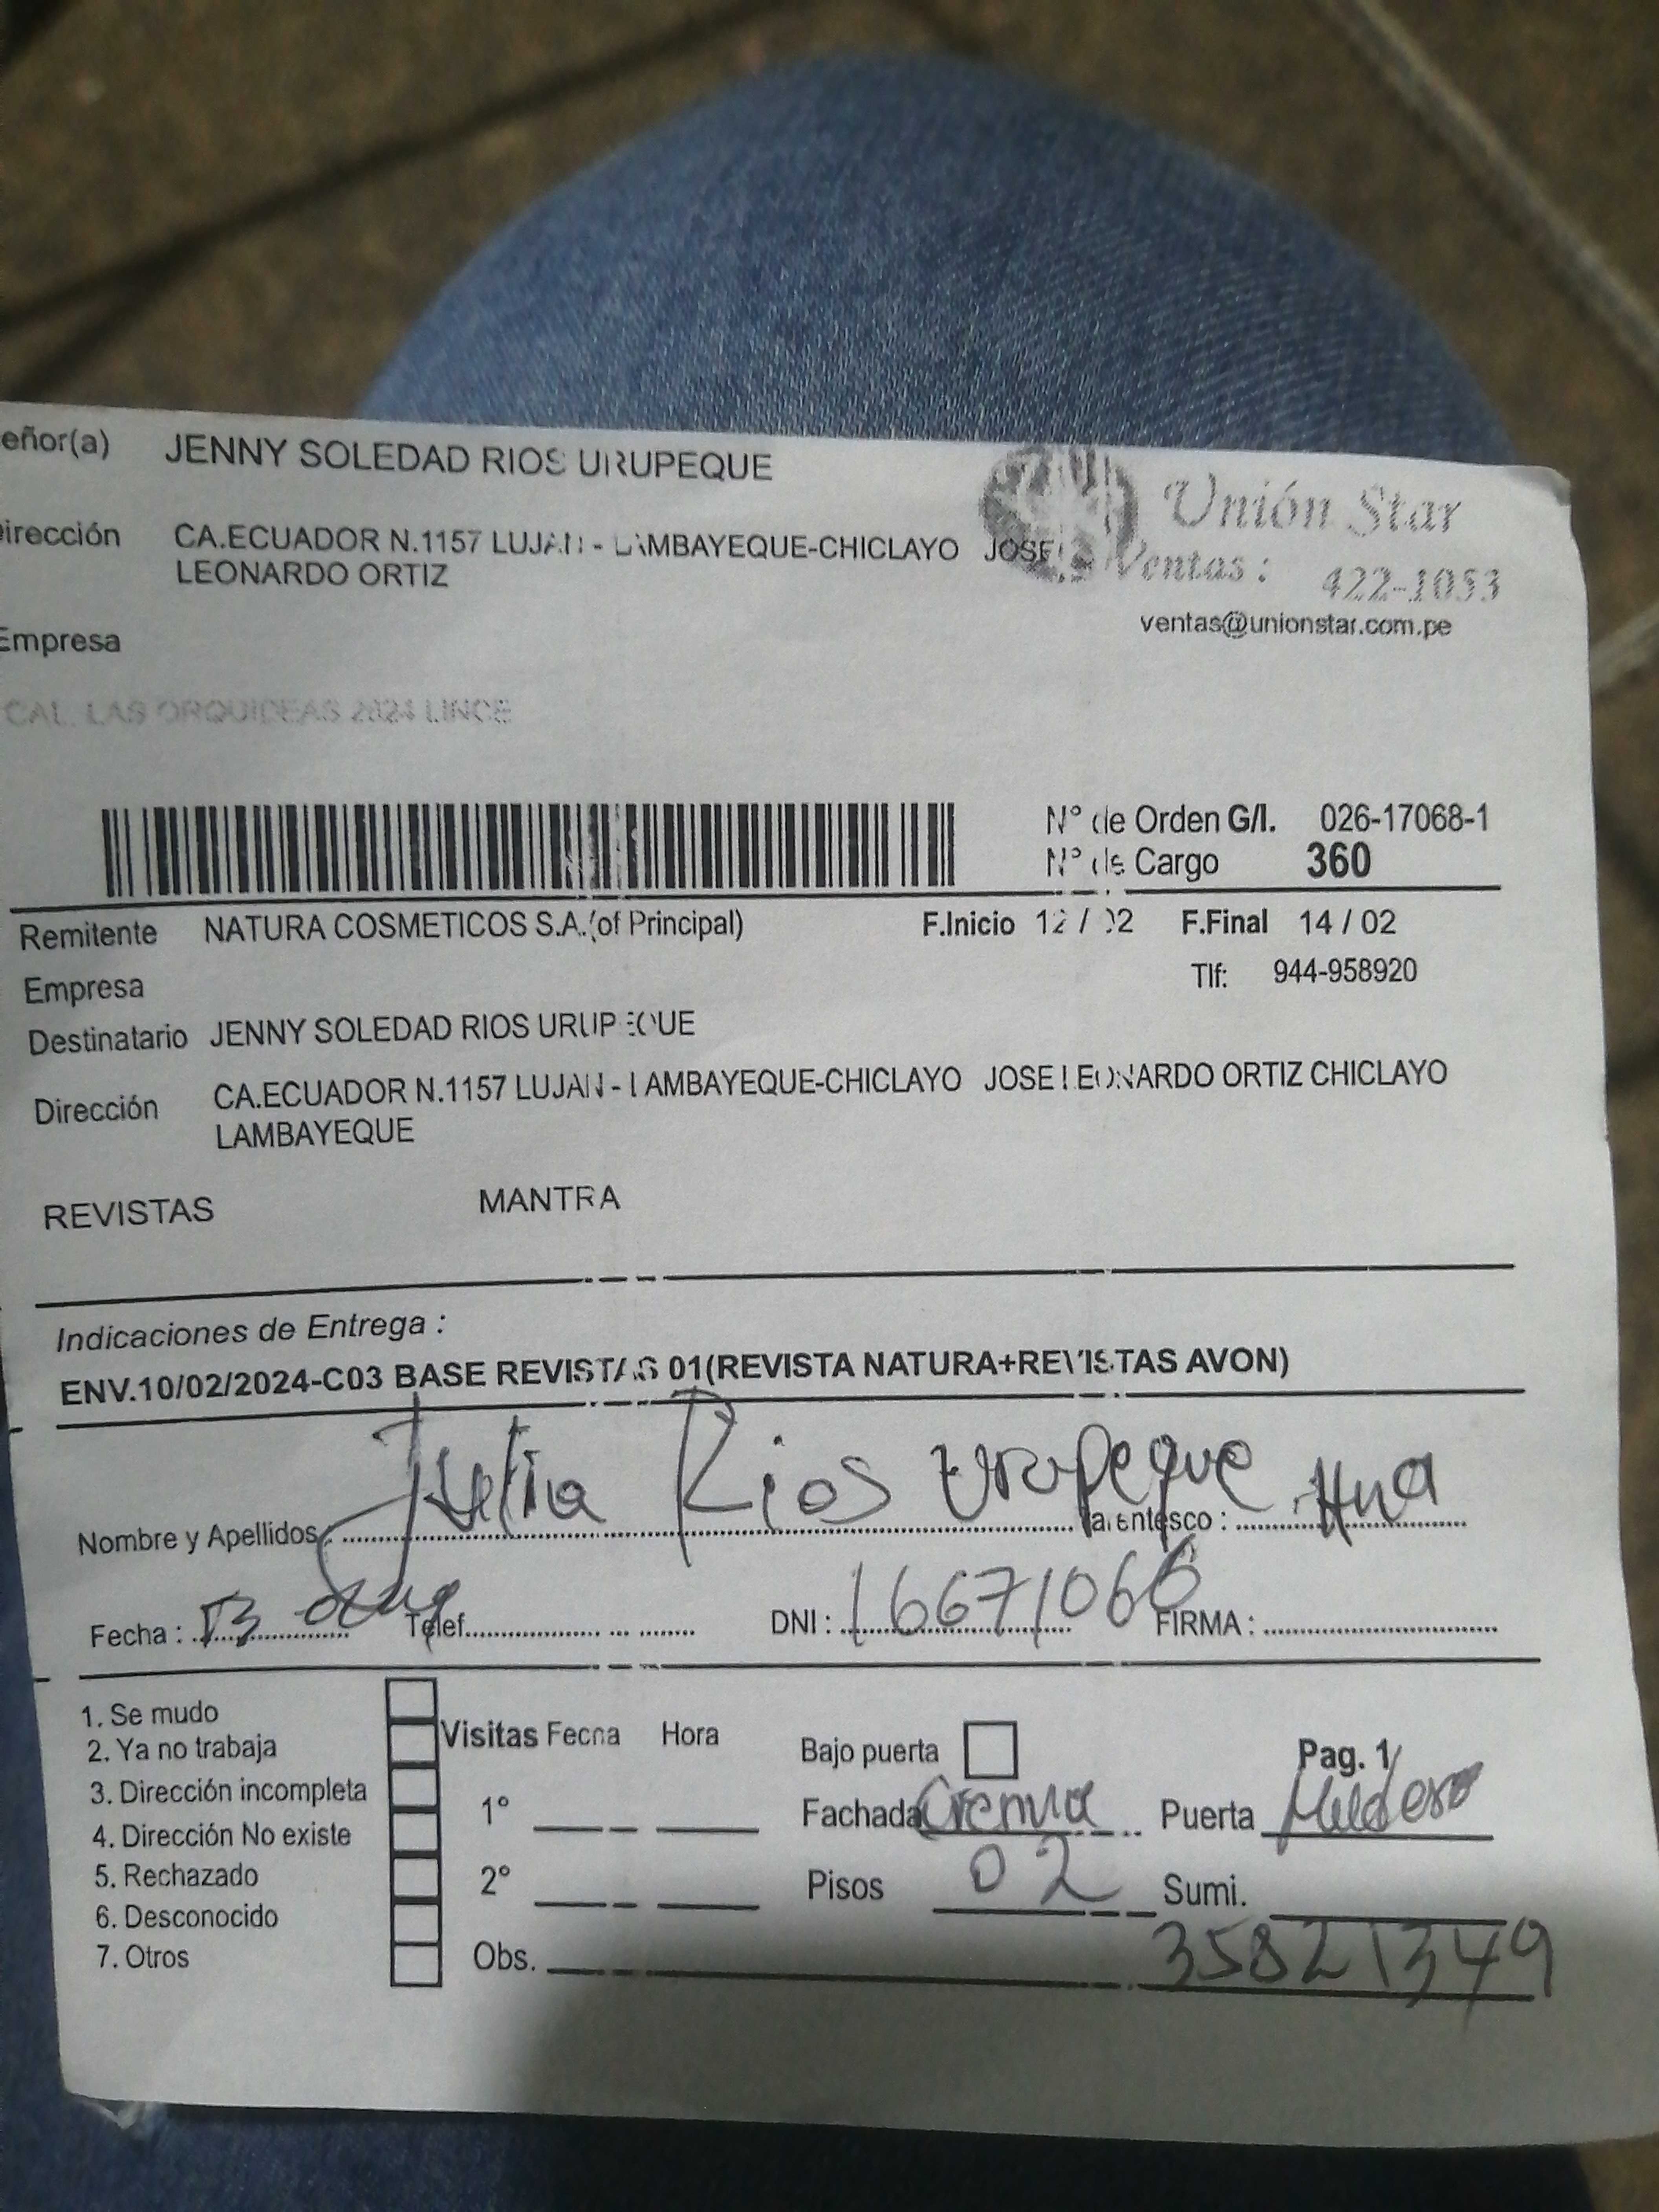 eñor(a) JENNY SOLEDAD RIOS URUPEQUE
Unión Star
Dirección CA.ECUADOR N.1157 LUJAN - LAMBAYEQUE-CHICLAYO JOSE
LEONARDO ORTIZ
Ventas : 422-1053
ventas@unionstar.com.pe
Empresa
CAL. LAS ORQUIDEAS 2024 LINCE
N° de Orden G/I. 026-17068-1
N° de Cargo 360
Remitente NATURA COSMETICOS S.A.(of Principal) F.Inicio 12 / 02 F.Final 14 / 02
Empresa Tlf: 944-958920
Destinatario JENNY SOLEDAD RIOS URUPEQUE
Dirección CA.ECUADOR N.1157 LUJAN - LAMBAYEQUE-CHICLAYO JOSE LEONARDO ORTIZ CHICLAYO
LAMBAYEQUE
REVISTAS MANTRA
Indicaciones de Entrega :
ENV.10/02/2024-C03 BASE REVISTAS 01(REVISTA NATURA+REVISTAS AVON)
Nombre y Apellidos : Julia Rios Urupeque Parentesco : Hna
Fecha : 13 Telef. DNI : 16671066 FIRMA :
1. Se mudo
2. Ya no trabaja
3. Dirección incompleta
4. Dirección No existe
5. Rechazado
6. Desconocido
7. Otros
Visitas Fecha Hora
1°
2°
Obs. 35821349
Bajo puerta Pag. 1/
Fachada Crema Puerta
Pisos 02 Sumi.